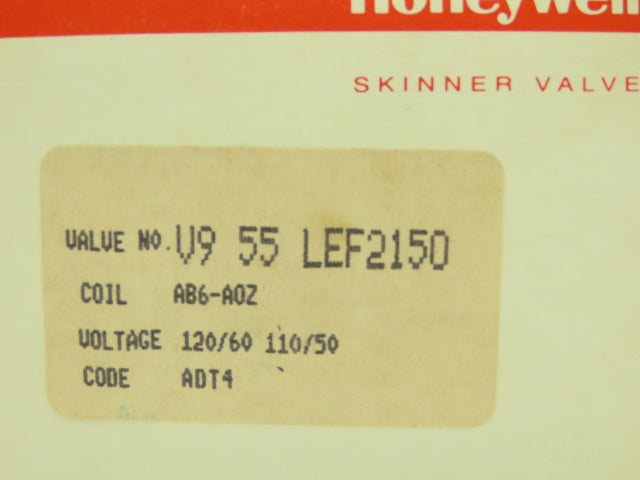 Honeywell
SKINNER VALVE
VALVE NO. V9 55 LEF2150
COIL AB6-A0Z
VOLTAGE 120/60 110/50
CODE ADT4